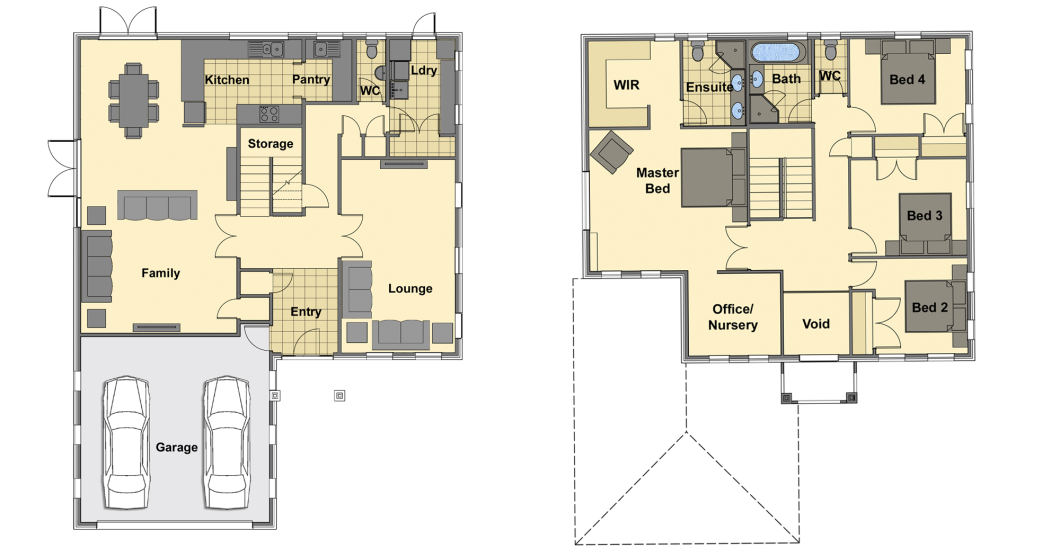 Kitchen
Pantry
WC
Ldry
Storage
Family
Lounge
Entry
Garage
WIR
Ensuite
Bath
WC
Bed 4
Master
Bed
Bed 3
Office/
Nursery
Void
Bed 2